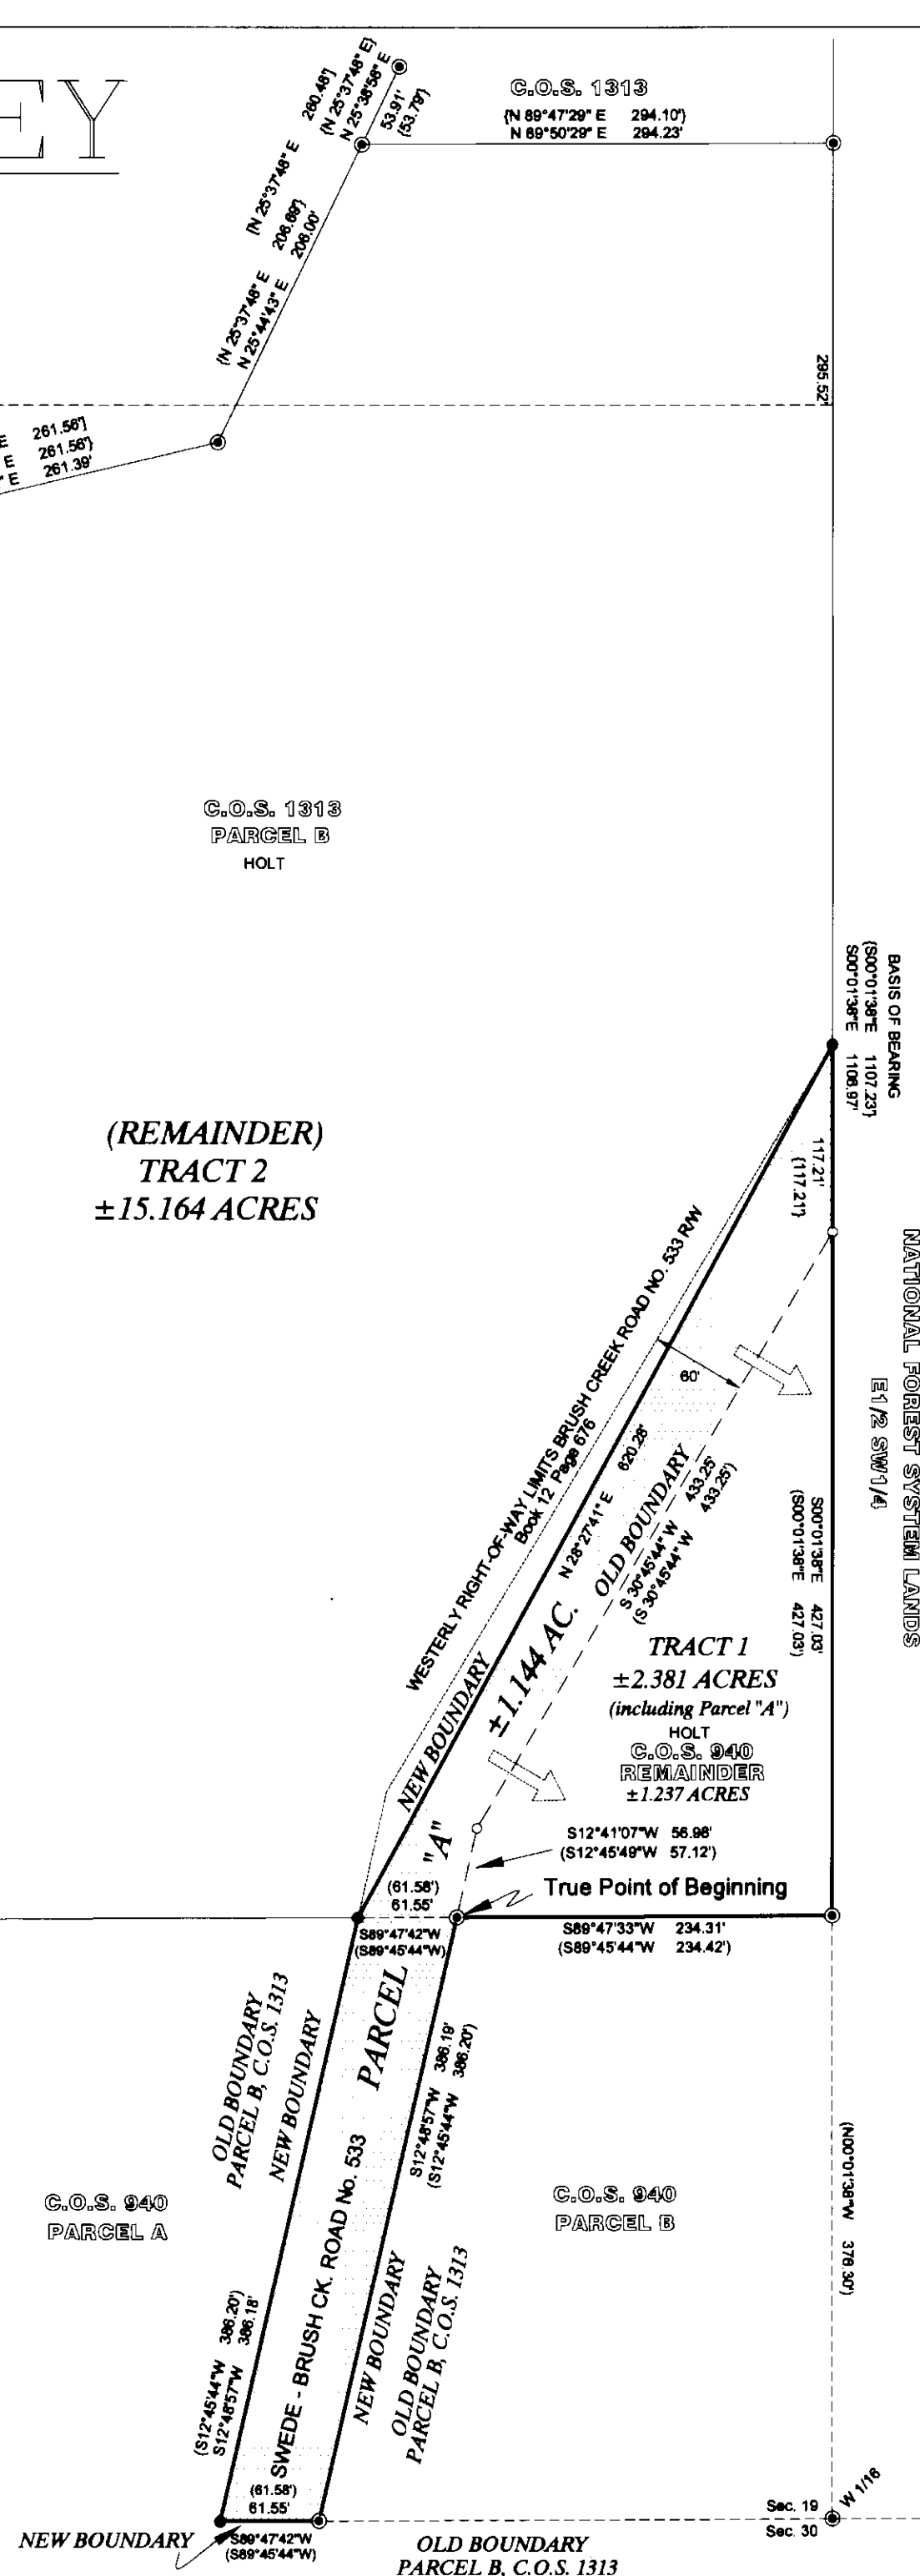 EY
C.O.S. 1313
{N 89°47'29" E 294.10'}
N 89°50'29" E 294.23'
[N 25°37'48" E 260.48']
{N 25°37'48" E}
N 25°38'58" E
53.91'
{53.79'}
{N 25°37'48" E 206.69'}
N 25°44'43" E 206.00'
295.52'
E 261.56']
E 261.56'}
" E 261.39'
C.O.S. 1313
PARCEL B
HOLT
BASIS OF BEARING
{S00°01'38"E 1107.23'}
S00°01'38"E 1106.97'
(REMAINDER)
TRACT 2
±15.164 ACRES
117.21'
{117.21'}
NATIONAL FOREST SYSTEM LANDS
E1/2 SW1/4
WESTERLY RIGHT-OF-WAY LIMITS BRUSH CREEK ROAD NO. 533 R/W
Book 12 Page 676
60'
N 28°27'41" E 620.28'
OLD BOUNDARY
S 30°45'44" W 433.25'
(S 30°45'44" W 433.25')
S00°01'38"E 427.03'
(S00°01'38"E 427.03')
NEW BOUNDARY
±1.144 AC.
TRACT 1
±2.381 ACRES
(including Parcel "A")
HOLT
C.O.S. 940
REMAINDER
±1.237 ACRES
S12°41'07"W 56.98'
(S12°45'49"W 57.12')
True Point of Beginning
(61.58')
61.55'
S89°47'42"W
(S89°45'44"W)
S89°47'33"W 234.31'
(S89°45'44"W 234.42')
PARCEL "A"
OLD BOUNDARY
PARCEL B, C.O.S. 1313
NEW BOUNDARY
S12°48'57"W 386.19'
(S12°45'44"W 386.20')
(N00°01'38"W 376.30')
C.O.S. 940
PARCEL A
C.O.S. 940
PARCEL B
SWEDE - BRUSH CK. ROAD No. 533
NEW BOUNDARY
OLD BOUNDARY
PARCEL B, C.O.S. 1313
(S12°45'44"W 386.20')
S12°48'57"W 386.18'
(61.58')
61.55'
S89°47'42"W
(S89°45'44"W)
NEW BOUNDARY
OLD BOUNDARY
PARCEL B, C.O.S. 1313
Sec. 19
Sec. 30
W 1/16